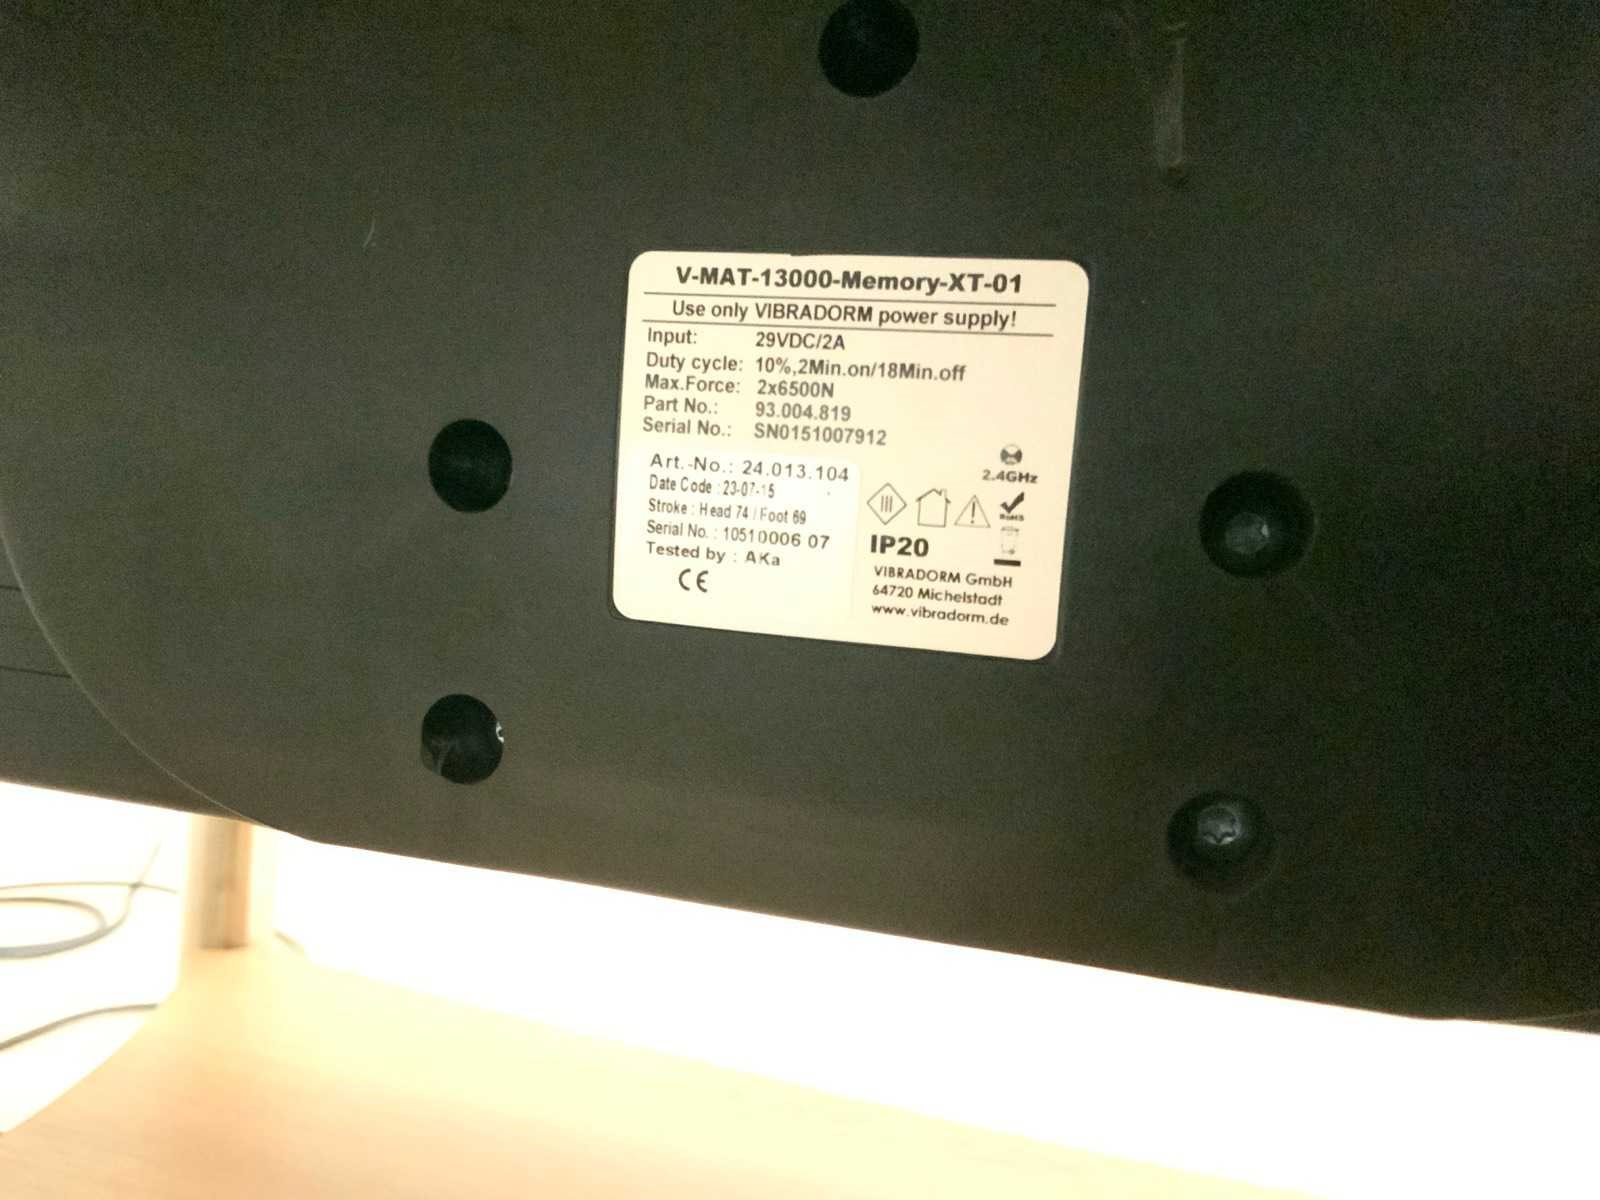 V-MAT-13000-Memory-XT-01
Use only VIBRADORM power supply!
Input: 29VDC/2A
Duty cycle: 10%,2Min.on/18Min.off
Max.Force: 2x6500N
Part No.: 93.004.819
Serial No.: SN0151007912
Art.-No.: 24.013.104
Date Code : 23-07-15
Stroke : Head 74 / Foot 69
Serial No. : 10510006 07
Tested by : AKa
CE
2.4GHz
RoHS
IP20
VIBRADORM GmbH
64720 Michelstadt
www.vibradorm.de